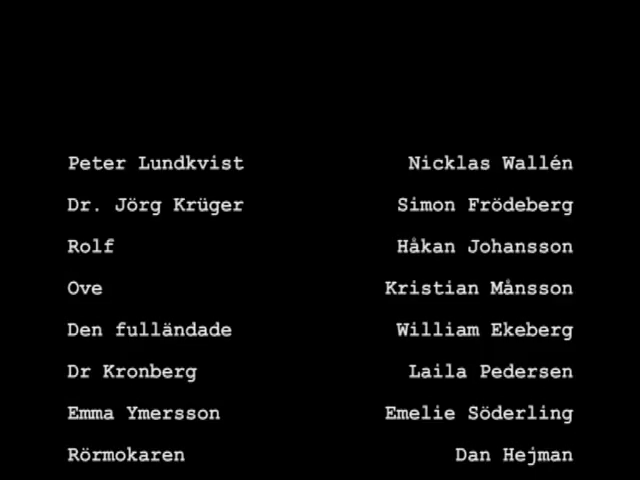 Peter Lundkvist Nicklas Wallén
Dr. Jörg Krüger Simon Frödeberg
Rolf Håkan Johansson
Ove Kristian Månsson
Den fulländade William Ekeberg
Dr Kronberg Laila Pedersen
Emma Ymersson Emelie Söderling
Rörmokaren Dan Hejman